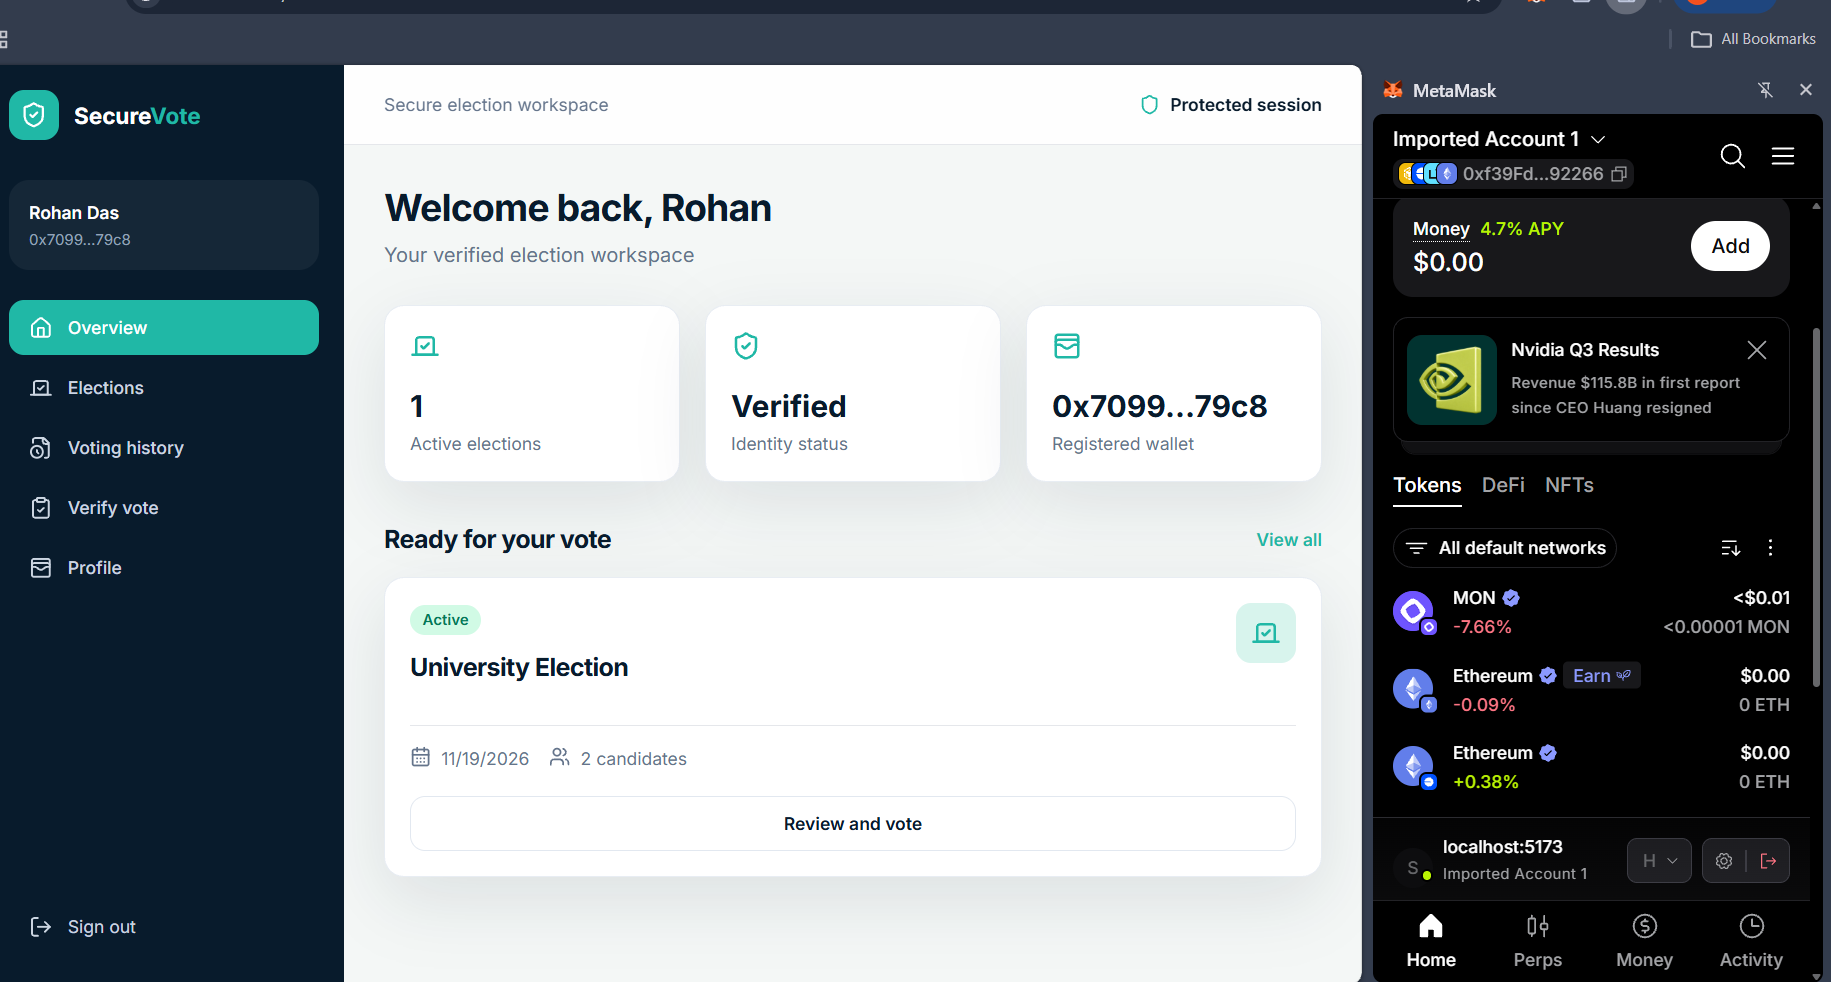 All Bookmarks
SecureVote
Rohan Das
0x7099...79c8
Overview
Elections
Voting history
Verify vote
Profile
Sign out
Secure election workspace
Protected session
Welcome back, Rohan
Your verified election workspace
1
Active elections
Verified
Identity status
0x7099...79c8
Registered wallet
Ready for your vote
View all
Active
University Election
11/19/2026
2 candidates
Review and vote
MetaMask
Imported Account 1
0xf39Fd...92266
Money 4.7% APY
$0.00
Add
Nvidia Q3 Results
Revenue $115.8B in first report
since CEO Huang resigned
Tokens DeFi NFTs
All default networks
MON <$0.01
-7.66% <0.00001 MON
Ethereum Earn $0.00
-0.09% 0 ETH
Ethereum $0.00
+0.38% 0 ETH
S
localhost:5173
Imported Account 1
H
Home Perps Money Activity